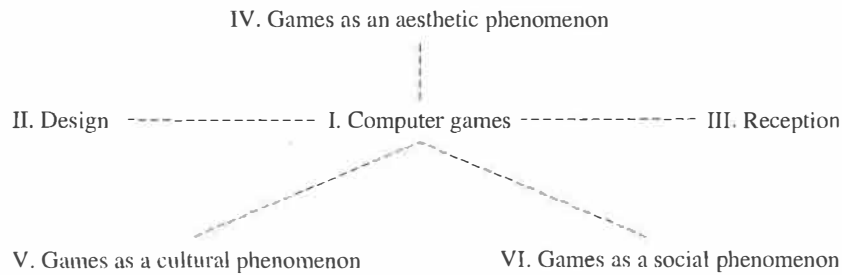 IV. Games as an aesthetic phenomenon
II. Design
I. Computer games
III. Reception
V. Games as a cultural phenomenon
VI. Games as a social phenomenon